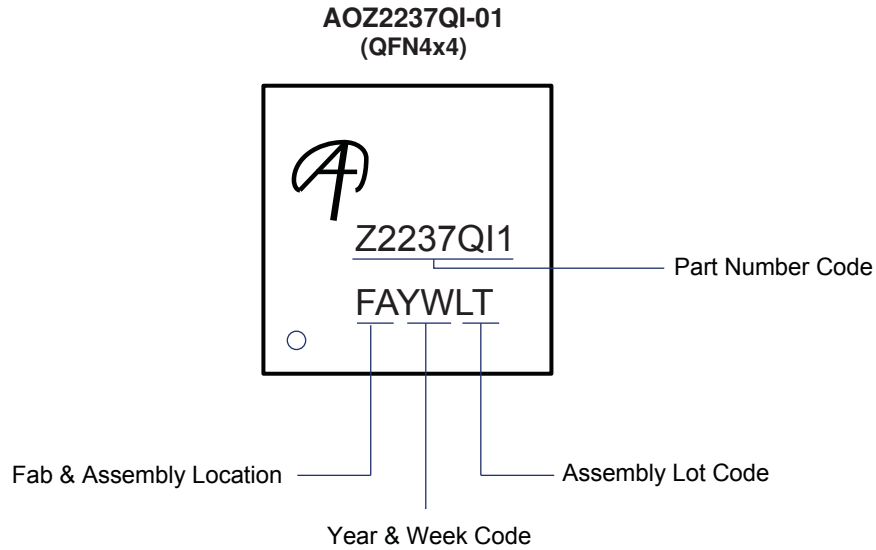 AOZ2237QI-01
(QFN4x4)
Z2237QI1
Part Number Code
FAYWLT
Fab & Assembly Location
Assembly Lot Code
Year & Week Code